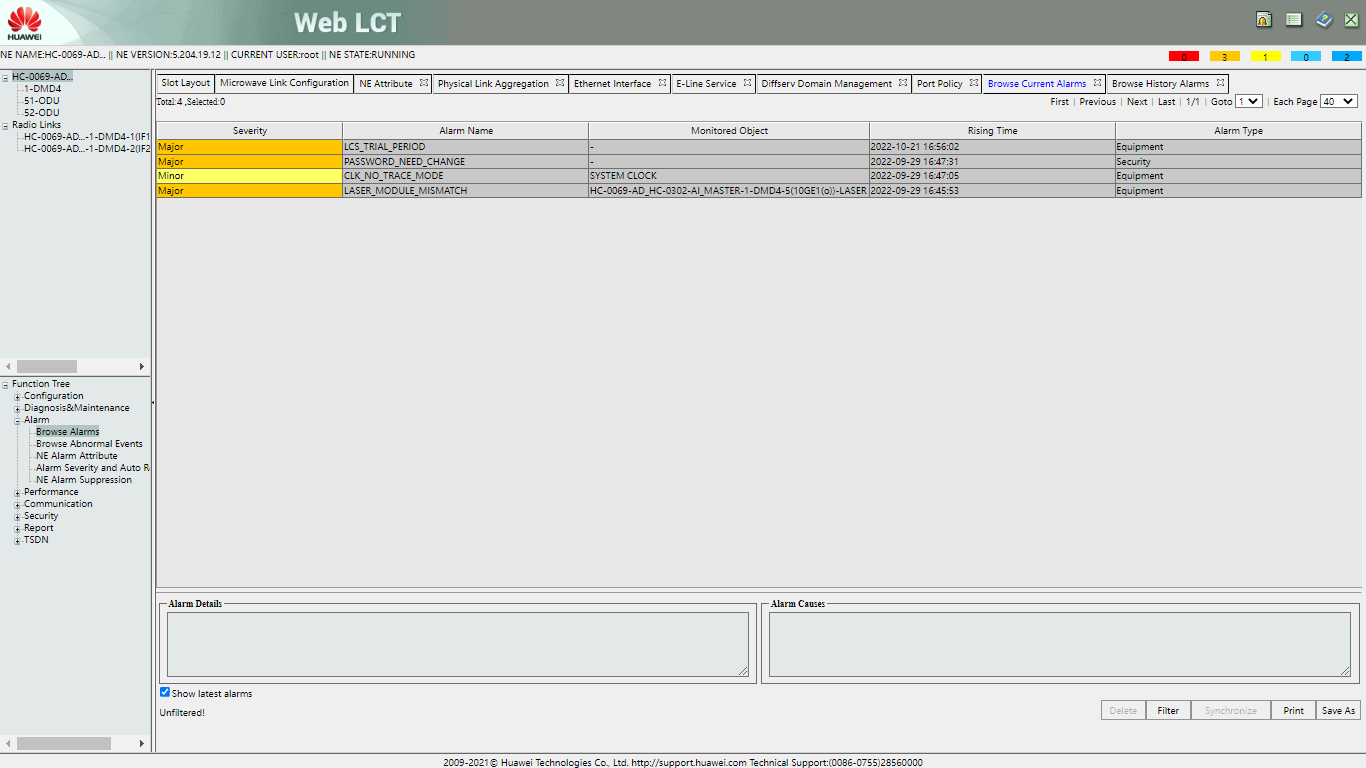 HUAWEI
Web LCT
NE NAME:HC-0069-AD... || NE VERSION:5.204.19.12 || CURRENT USER:root || NE STATE:RUNNING
0 3 1 0 2
HC-0069-AD...
1-DMD4
51-ODU
52-ODU
Radio Links
HC-0069-AD...-1-DMD4-1(IF1
HC-0069-AD...-1-DMD4-2(IF2
Function Tree
Configuration
Diagnosis&Maintenance
Alarm
Browse Alarms
Browse Abnormal Events
NE Alarm Attribute
Alarm Severity and Auto R
NE Alarm Suppression
Performance
Communication
Security
Report
TSDN
Slot Layout Microwave Link Configuration NE Attribute Physical Link Aggregation Ethernet Interface E-Line Service Diffserv Domain Management Port Policy Browse Current Alarms Browse History Alarms
Total:4 ,Selected:0 First | Previous | Next | Last | 1/1 | Goto 1 | Each Page 40
Severity Alarm Name Monitored Object Rising Time Alarm Type
Major LCS_TRIAL_PERIOD - 2022-10-21 16:56:02 Equipment
Major PASSWORD_NEED_CHANGE - 2022-09-29 16:47:31 Security
Minor CLK_NO_TRACE_MODE SYSTEM CLOCK 2022-09-29 16:47:05 Equipment
Major LASER_MODULE_MISMATCH HC-0069-AD_HC-0302-AI_MASTER-1-DMD4-5(10GE1(o))-LASER 2022-09-29 16:45:53 Equipment
Alarm Details Alarm Causes
Show latest alarms
Unfiltered!
Delete Filter Synchronize Print Save As
2009-2021© Huawei Technologies Co., Ltd. http://support.huawei.com Technical Support:(0086-0755)28560000